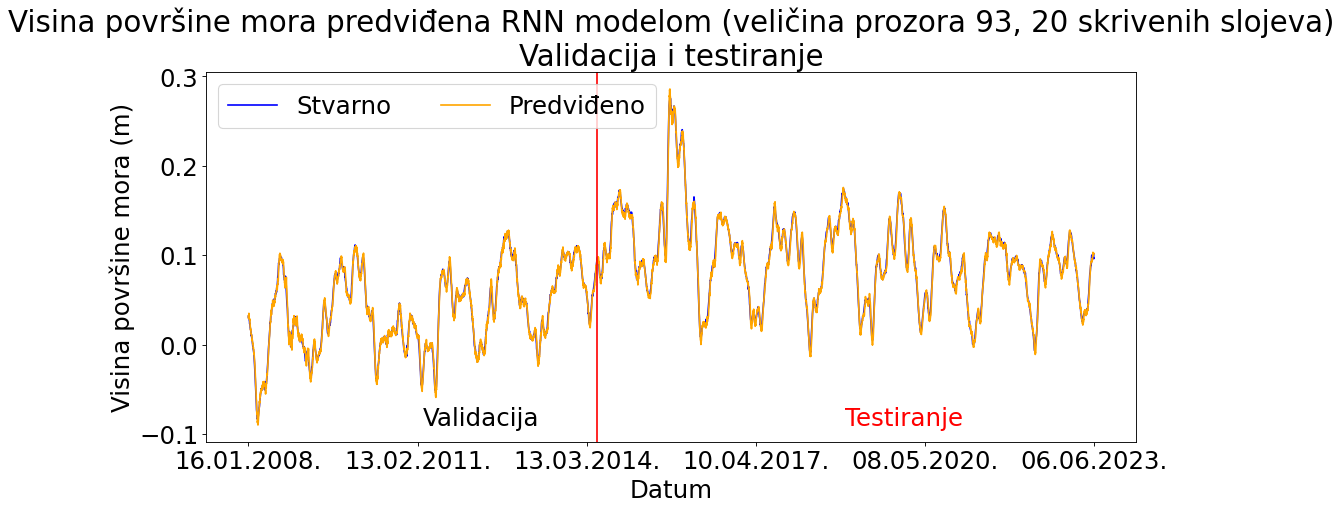 Visina površine mora predviđena RNN modelom (veličina prozora 93, 20 skrivenih slojeva)
Validacija i testiranje
Stvarno
Predviđeno
Visina površine mora (m)
0.3
0.2
0.1
0.0
−0.1
Validacija
Testiranje
16.01.2008.
13.02.2011.
13.03.2014.
10.04.2017.
08.05.2020.
06.06.2023.
Datum